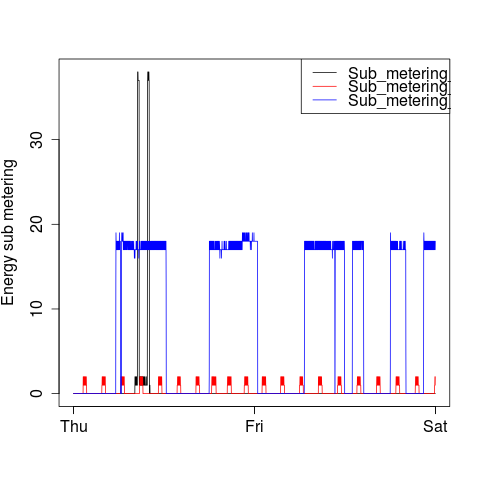 Sub_metering_
Sub_metering_
Sub_metering_
Energy sub metering
30
20
10
0
Thu Fri Sat